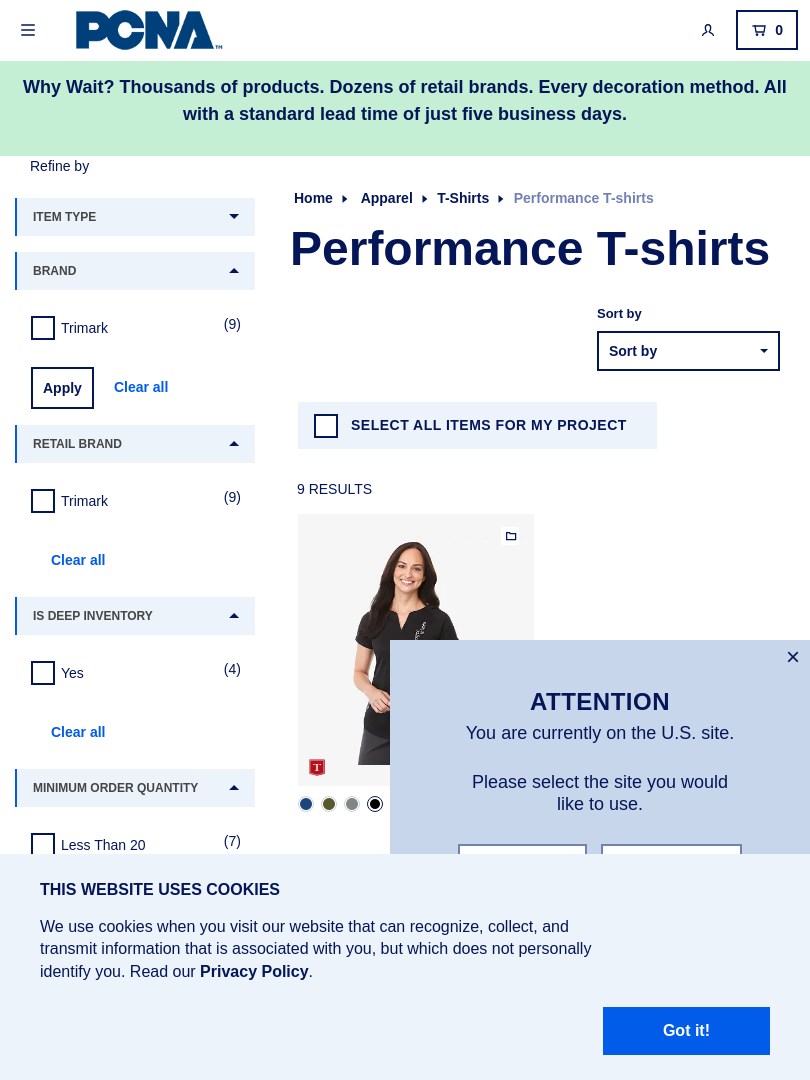 PCNA™
0
Why Wait? Thousands of products. Dozens of retail brands. Every decoration method. All
with a standard lead time of just five business days.
Refine by
ITEM TYPE
BRAND
Trimark
(9)
Apply
Clear all
RETAIL BRAND
Trimark
(9)
Clear all
IS DEEP INVENTORY
Yes
(4)
Clear all
MINIMUM ORDER QUANTITY
Less Than 20
(7)
Home
Apparel
T-Shirts
Performance T-shirts
Performance T-shirts
Sort by
Sort by
SELECT ALL ITEMS FOR MY PROJECT
9 RESULTS
T
ATTENTION
You are currently on the U.S. site.
Please select the site you would
like to use.
THIS WEBSITE USES COOKIES
We use cookies when you visit our website that can recognize, collect, and
transmit information that is associated with you, but which does not personally
identify you. Read our Privacy Policy.
Got it!